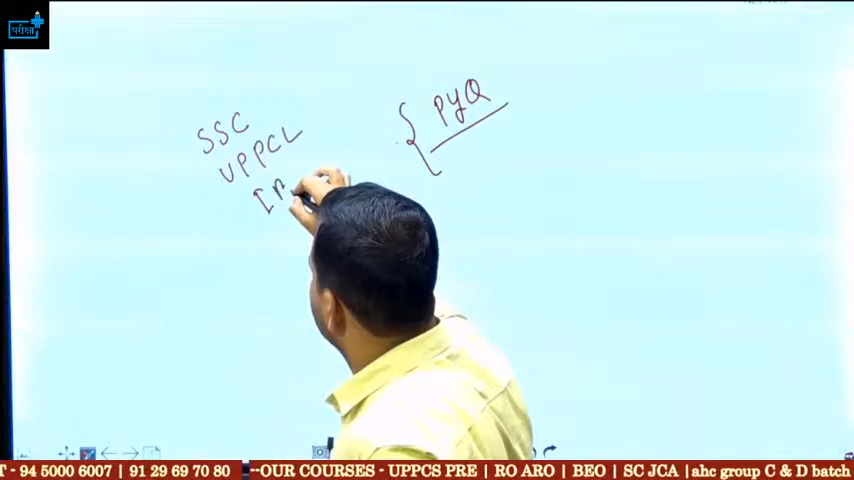 परीक्षा
SSC
UPPCL
PYQ
T - 94 5000 6007 | 91 29 69 70 80
--OUR COURSES - UPPCS PRE | RO ARO | BEO | SC JCA |ahc group C & D batch